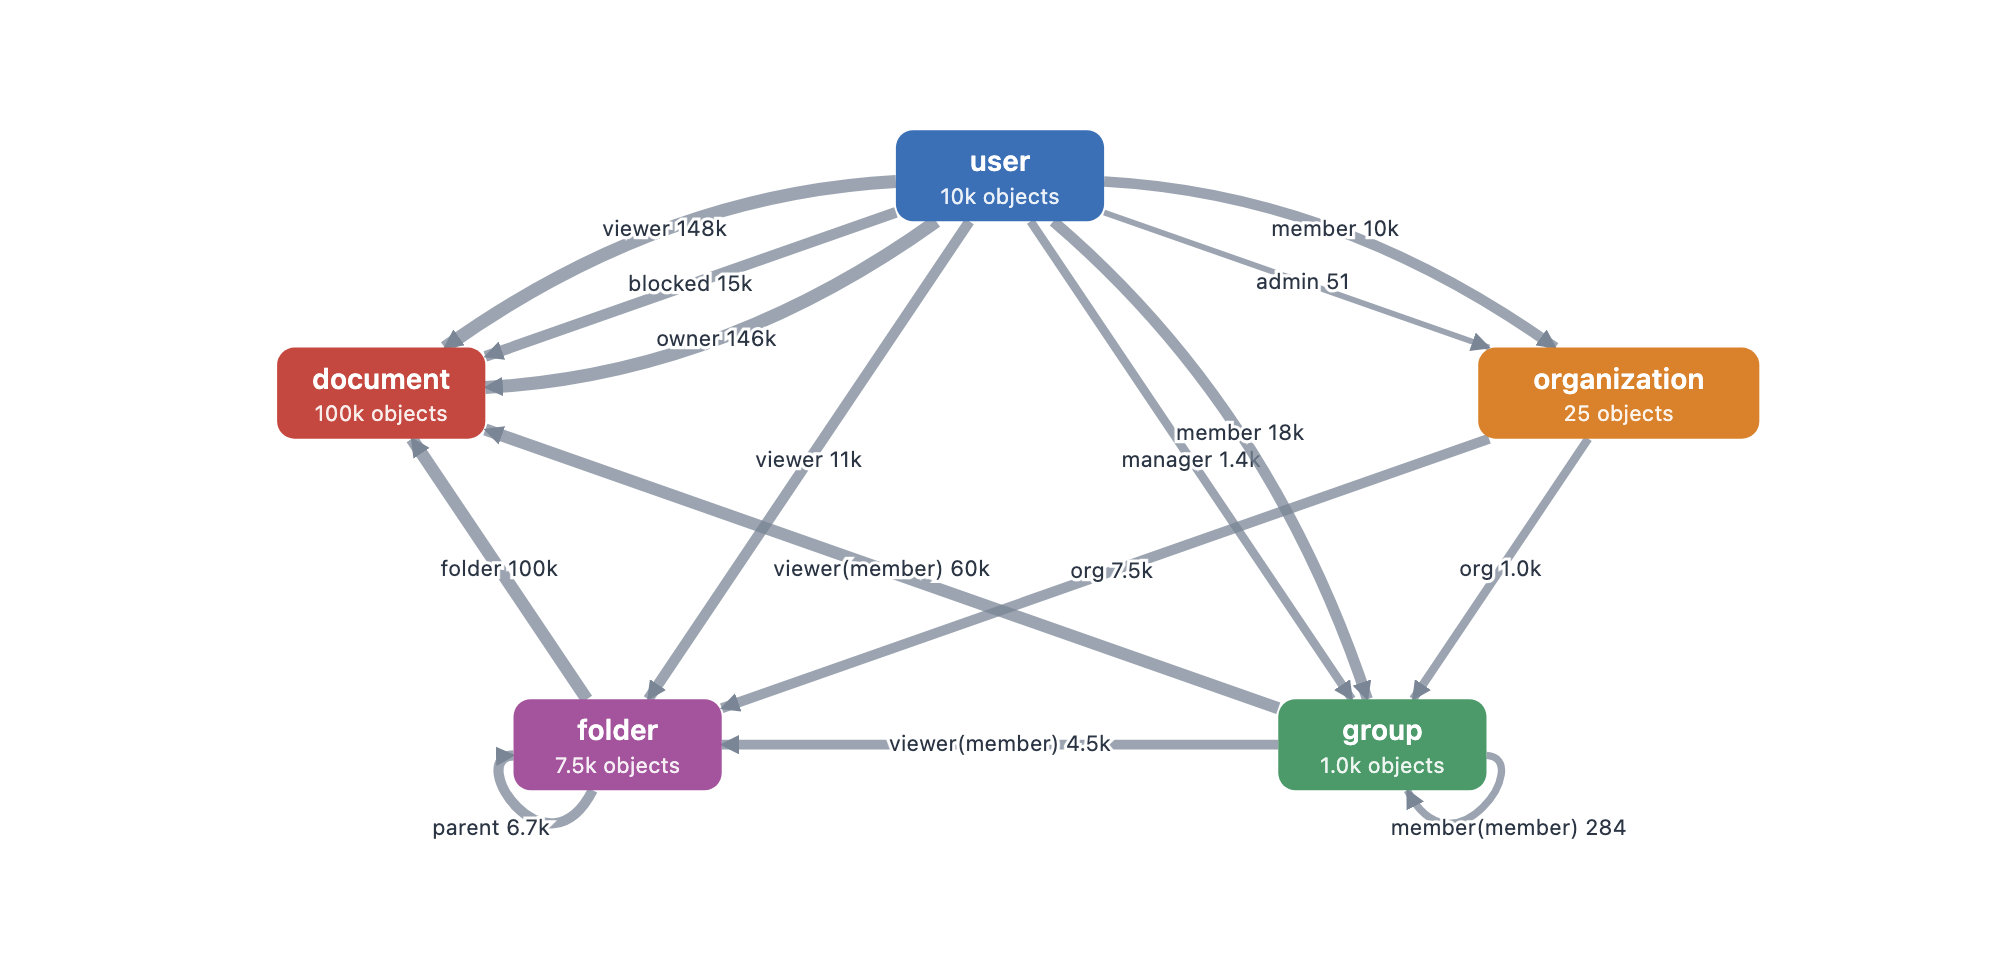 user
10k objects
viewer 148k
member 10k
blocked 15k
admin 51
owner 146k
document
100k objects
organization
25 objects
member 18k
viewer 11k
manager 1.4k
folder 100k
viewer(member) 60k
org 7.5k
org 1.0k
folder
7.5k objects
viewer(member) 4.5k
group
1.0k objects
parent 6.7k
member(member) 284